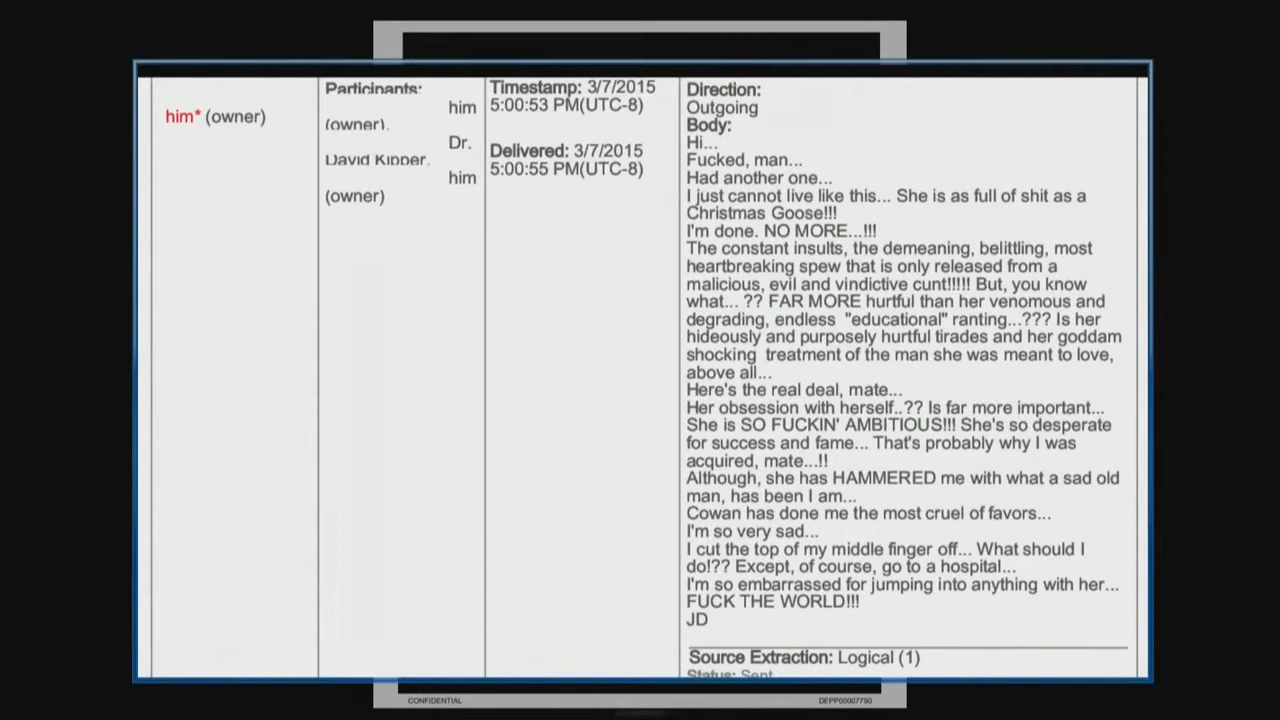 him* (owner)
Participants:
him
(owner).
Dr.
David Kipper.
him
(owner)
Timestamp: 3/7/2015
5:00:53 PM(UTC-8)
Delivered: 3/7/2015
5:00:55 PM(UTC-8)
Direction:
Outgoing
Body:
Hi...
Fucked, man...
Had another one...
I just cannot live like this... She is as full of shit as a
Christmas Goose!!!
I'm done. NO MORE...!!!
The constant insults, the demeaning, belittling, most
heartbreaking spew that is only released from a
malicious, evil and vindictive cunt!!!!! But, you know
what... ?? FAR MORE hurtful than her venomous and
degrading, endless "educational" ranting...??? Is her
hideously and purposely hurtful tirades and her goddam
shocking treatment of the man she was meant to love,
above all...
Here's the real deal, mate...
Her obsession with herself..?? Is far more important...
She is SO FUCKIN' AMBITIOUS!!! She's so desperate
for success and fame... That's probably why I was
acquired, mate...!!
Although, she has HAMMERED me with what a sad old
man, has been I am...
Cowan has done me the most cruel of favors...
I'm so very sad...
I cut the top of my middle finger off... What should I
do!?? Except, of course, go to a hospital...
I'm so embarrassed for jumping into anything with her...
FUCK THE WORLD!!!
JD
Source Extraction: Logical (1)
Status: Sent
CONFIDENTIAL
DEPP00007790